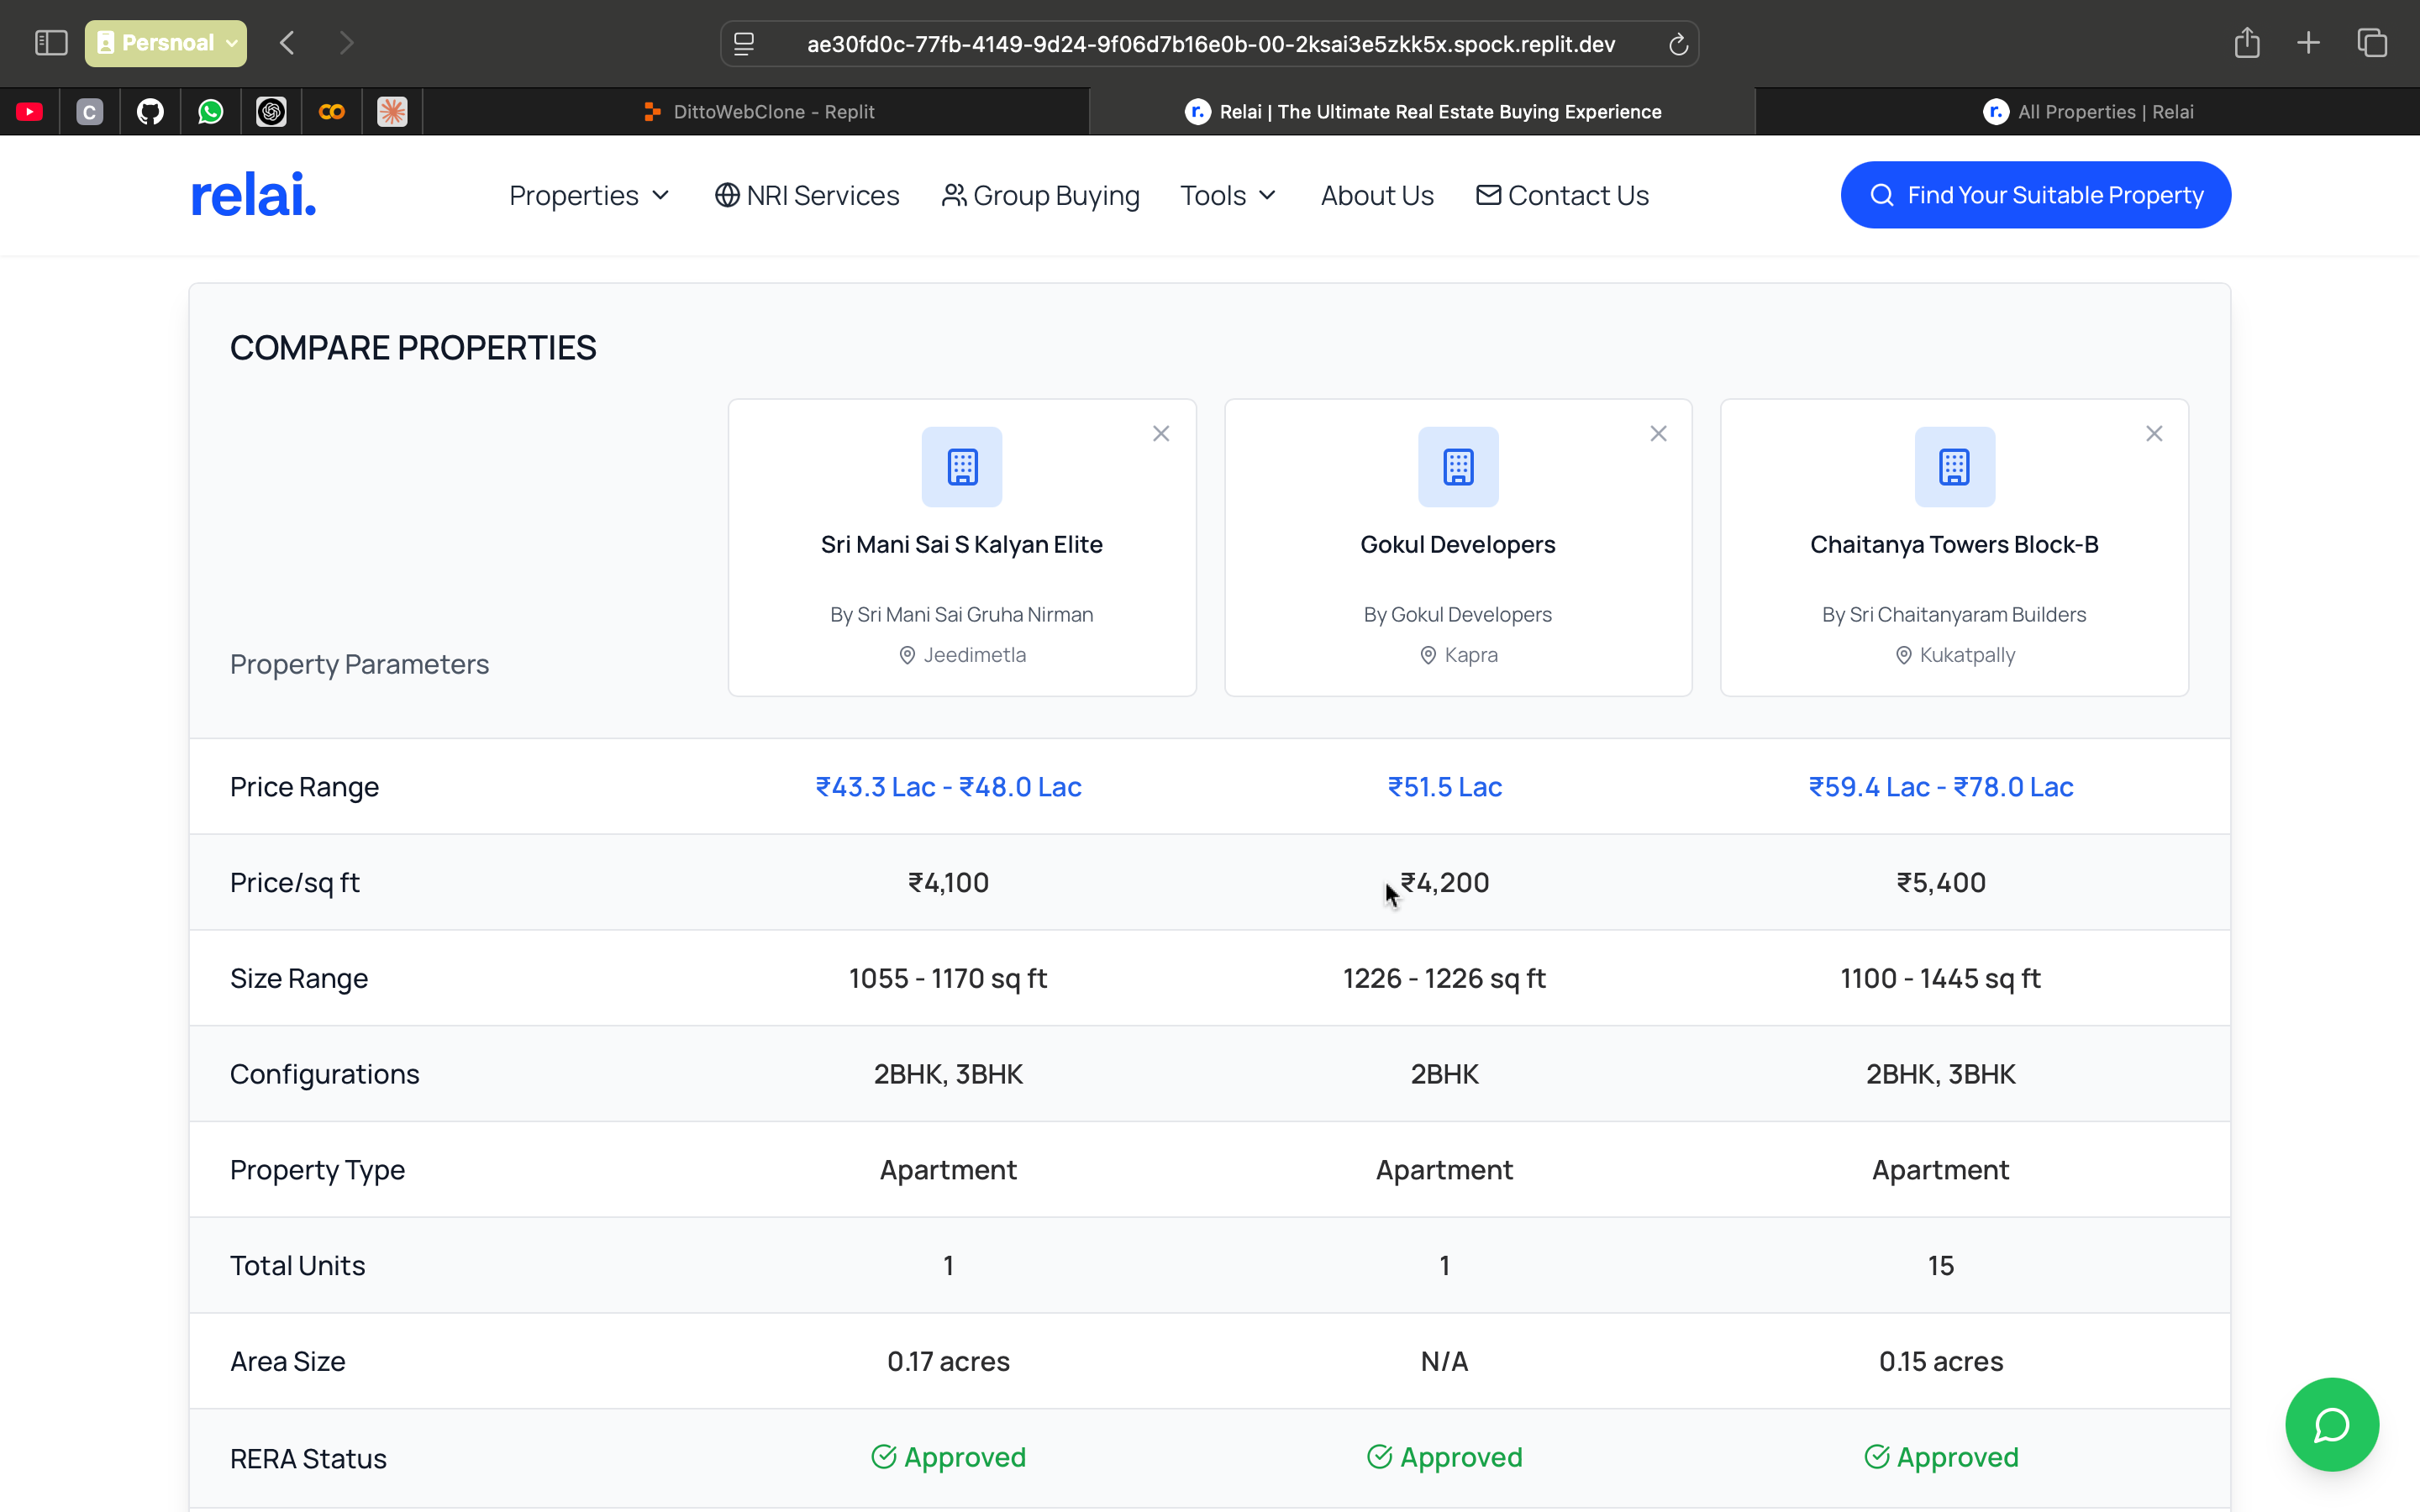 Persnoal
ae30fd0c-77fb-4149-9d24-9f06d7b16e0b-00-2ksai3e5zkk5x.spock.replit.dev
C
DittoWebClone - Replit
r. Relai | The Ultimate Real Estate Buying Experience
r. All Properties | Relai
relai.
Properties NRI Services Group Buying Tools About Us Contact Us Find Your Suitable Property
COMPARE PROPERTIES
Sri Mani Sai S Kalyan Elite Gokul Developers Chaitanya Towers Block-B
By Sri Mani Sai Gruha Nirman By Gokul Developers By Sri Chaitanyaram Builders
Jeedimetla Kapra Kukatpally
Property Parameters
Price Range ₹43.3 Lac - ₹48.0 Lac ₹51.5 Lac ₹59.4 Lac - ₹78.0 Lac
Price/sq ft ₹4,100 ₹4,200 ₹5,400
Size Range 1055 - 1170 sq ft 1226 - 1226 sq ft 1100 - 1445 sq ft
Configurations 2BHK, 3BHK 2BHK 2BHK, 3BHK
Property Type Apartment Apartment Apartment
Total Units 1 1 15
Area Size 0.17 acres N/A 0.15 acres
RERA Status Approved Approved Approved